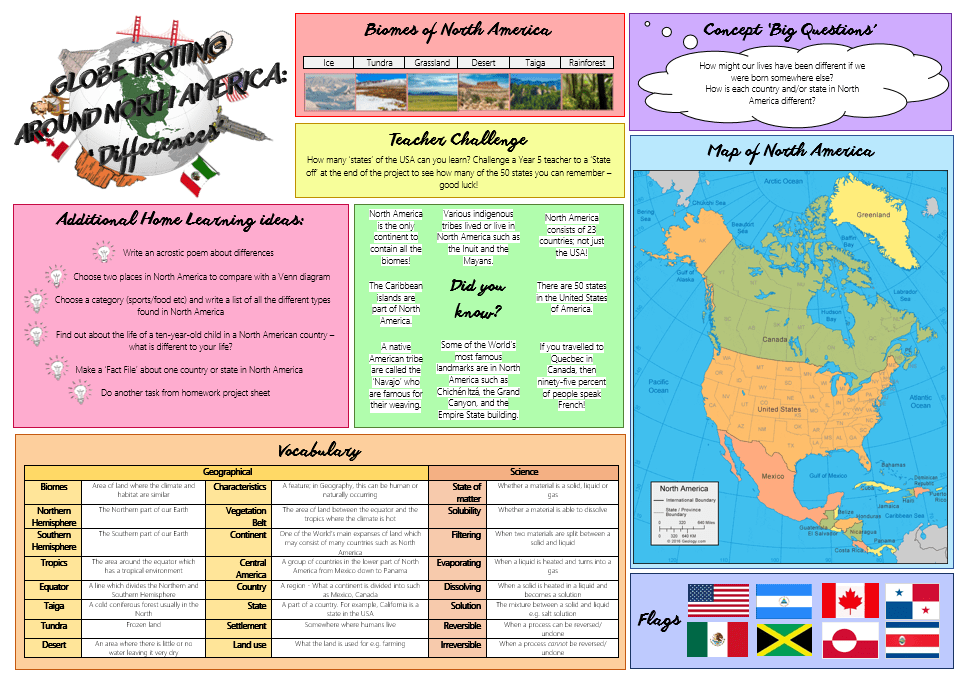 GLOBE TROTTING
AROUND NORTH AMERICA:
'Differences'
Biomes of North America
Ice Tundra Grassland Desert Taiga Rainforest
Concept 'Big Questions'
How might our lives have been different if we
were born somewhere else?
How is each country and/or state in North
America different?
Teacher Challenge
How many 'states' of the USA can you learn? Challenge a Year 5 teacher to a 'State
off' at the end of the project to see how many of the 50 states you can remember –
good luck!
Additional Home Learning ideas:
Write an acrostic poem about differences
Choose two places in North America to compare with a Venn diagram
Choose a category (sports/food etc) and write a list of all the different types
found in North America
Find out about the life of a ten-year-old child in a North American country –
what is different to your life?
Make a 'Fact File' about one country or state in North America
Do another task from homework project sheet
North America
is the only
continent to
contain all the
biomes!
Various indigenous
tribes lived or live in
North America such as
the Inuit and the
Mayans.
North America
consists of 23
countries; not just
the USA!
The Caribbean
islands are
part of North
America.
Did you
know?
There are 50 states
in the United States
of America.
A native
American tribe
are called the
'Navajo' who
are famous for
their weaving.
Some of the World's
most famous
landmarks are in North
America such as
Chichén Itzá, the Grand
Canyon, and the
Empire State building.
If you travelled to
Quecbec in
Canada, then
ninety-five percent
of people speak
French!
Map of North America
Arctic Ocean
Chukchi Sea
Bering
Sea
Beaufort
Sea
Greenland
Baffin
Bay
AK
Gulf of
Alaska
Labrador
Sea
Hudson
Bay
Canada
Pacific
Ocean
United States
Atlantic
Ocean
Mexico
Gulf of Mexico
Bahamas
Cuba
Dominican
Republic
Haiti
Puerto
Rico
Jamaica
Belize
Honduras
Caribbean Sea
Guatemala
El Salvador
Nicaragua
Costa Rica
Panama
North America
International Boundary
State / Province
Boundary
0 320 640 Miles
0 320 640 KM
© 2019 Geology.com
Vocabulary
Geographical Science
Biomes
Area of land where the climate and
habitat are similar
Characteristics
A feature; in Geography, this can be human or
naturally occurring
State of
matter
Whether a material is a solid, liquid or
gas
Northern
Hemisphere
The Northern part of our Earth
Vegetation
Belt
The area of land between the equator and the
tropics where the climate is hot
Solubility
Whether a material is able to dissolve
Southern
Hemisphere
The Southern part of our Earth
Continent
One of the World's main expanses of land which
may consist of many countries such as North
America
Filtering
When two materials are split between a
solid and liquid
Tropics
The area around the equator which
has a tropical environment
Central
America
A group of countries in the lower part of North
America from Mexico down to Panama
Evaporating
When a liquid is heated and turns into a
gas
Equator
A line which divides the Northern and
Southern Hemisphere
Country
A region - What a continent is divided into such
as Mexico, Canada
Dissolving
When a solid is heated in a liquid and
becomes a solution
Taiga
A cold coniferous forest usually in the
North
State
A part of a country. For example, California is a
state in the USA
Solution
The mixture between a solid and liquid
e.g. salt solution
Tundra
Frozen land
Settlement
Somewhere where humans live
Reversible
When a process can be reversed/
undone
Desert
An area where there is little or no
water leaving it very dry
Land use
What the land is used for e.g. farming
Irreversible
When a process cannot be reversed/
undone
Flags